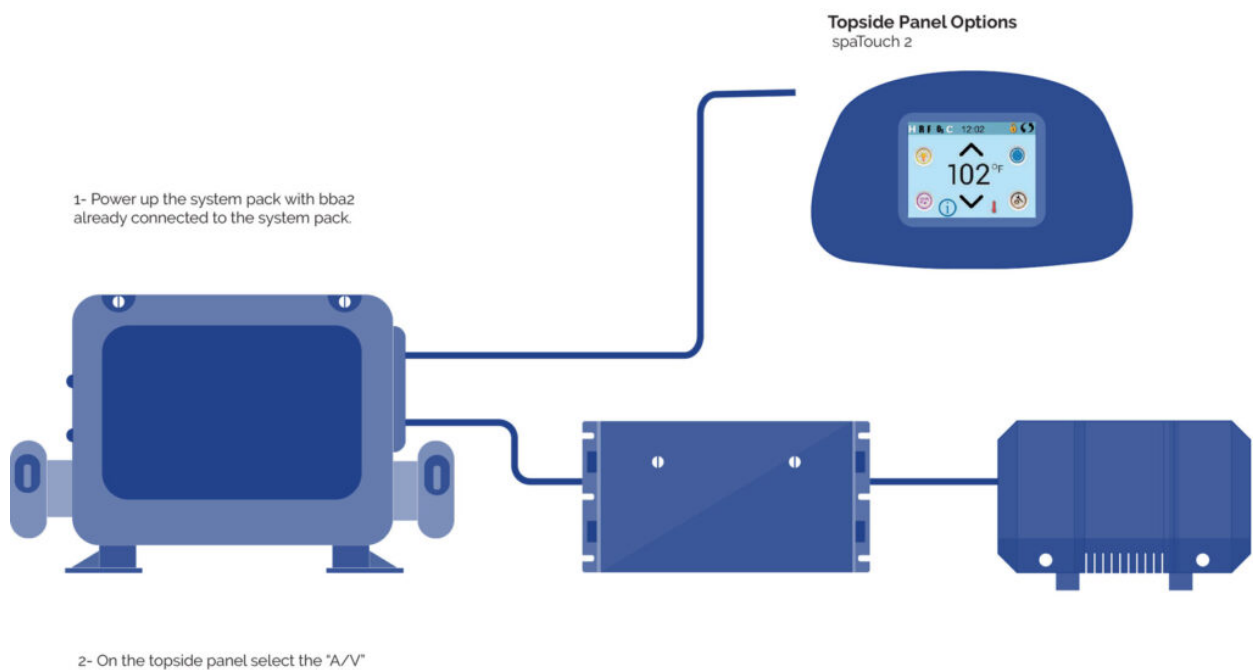 Topside Panel Options
spaTouch 2
H R F C 12:02
102°F
1- Power up the system pack with bba2
already connected to the system pack.
2- On the topside panel select the "A/V"